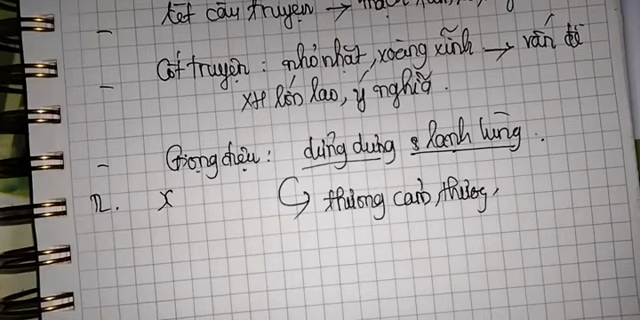 - kết cấu truyện →
- Cốt truyện : nhỏ nhặt, xoàng xĩnh → vấn đề
XH lớn lao, ý nghĩa.
- Giọng điệu : dửng dưng & lạnh lùng.
II. X ↳ thương cảm, thương,